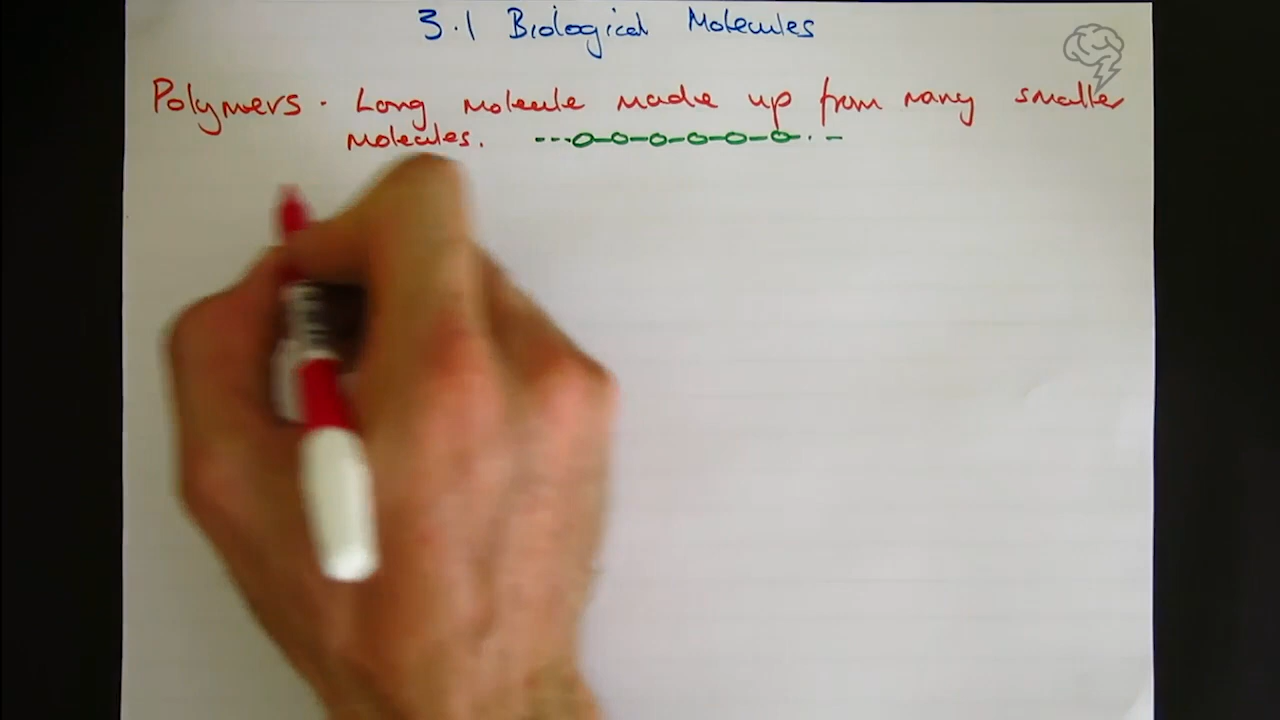 3.1 Biological Molecules
Polymers - Long molecule made up from many smaller
molecules.